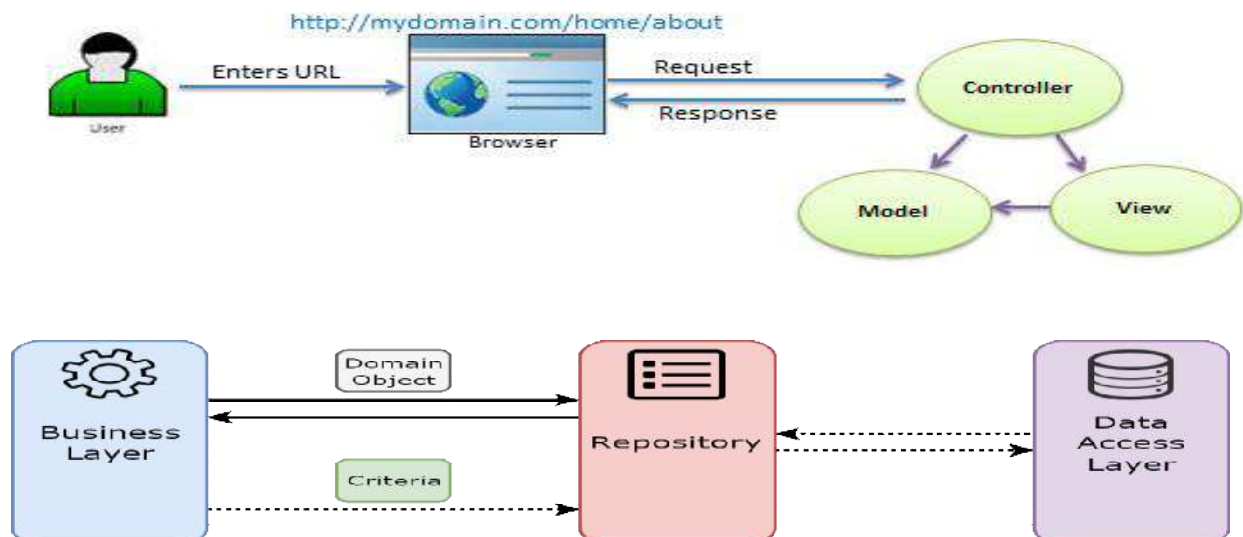 http://mydomain.com/home/about
Enters URL
User
Browser
Request
Response
Controller
Model
View
Domain
Object
Business
Layer
Criteria
Repository
Data
Access
Layer